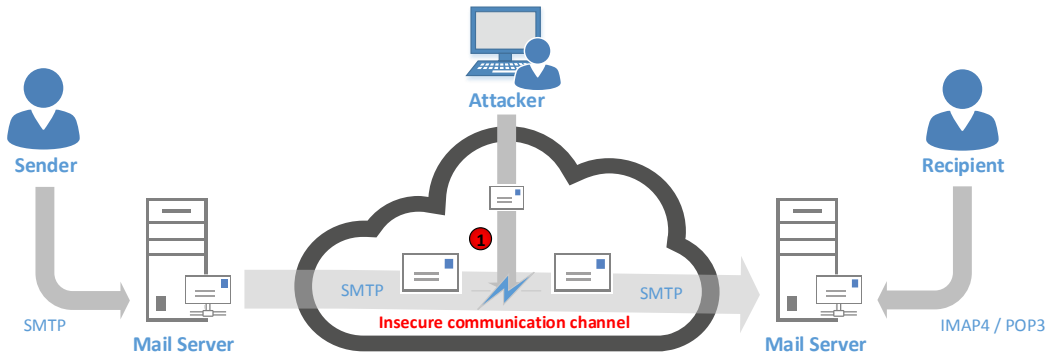 Attacker
Sender
Recipient
1
SMTP
SMTP
Insecure communication channel
SMTP
IMAP4 / POP3
Mail Server
Mail Server